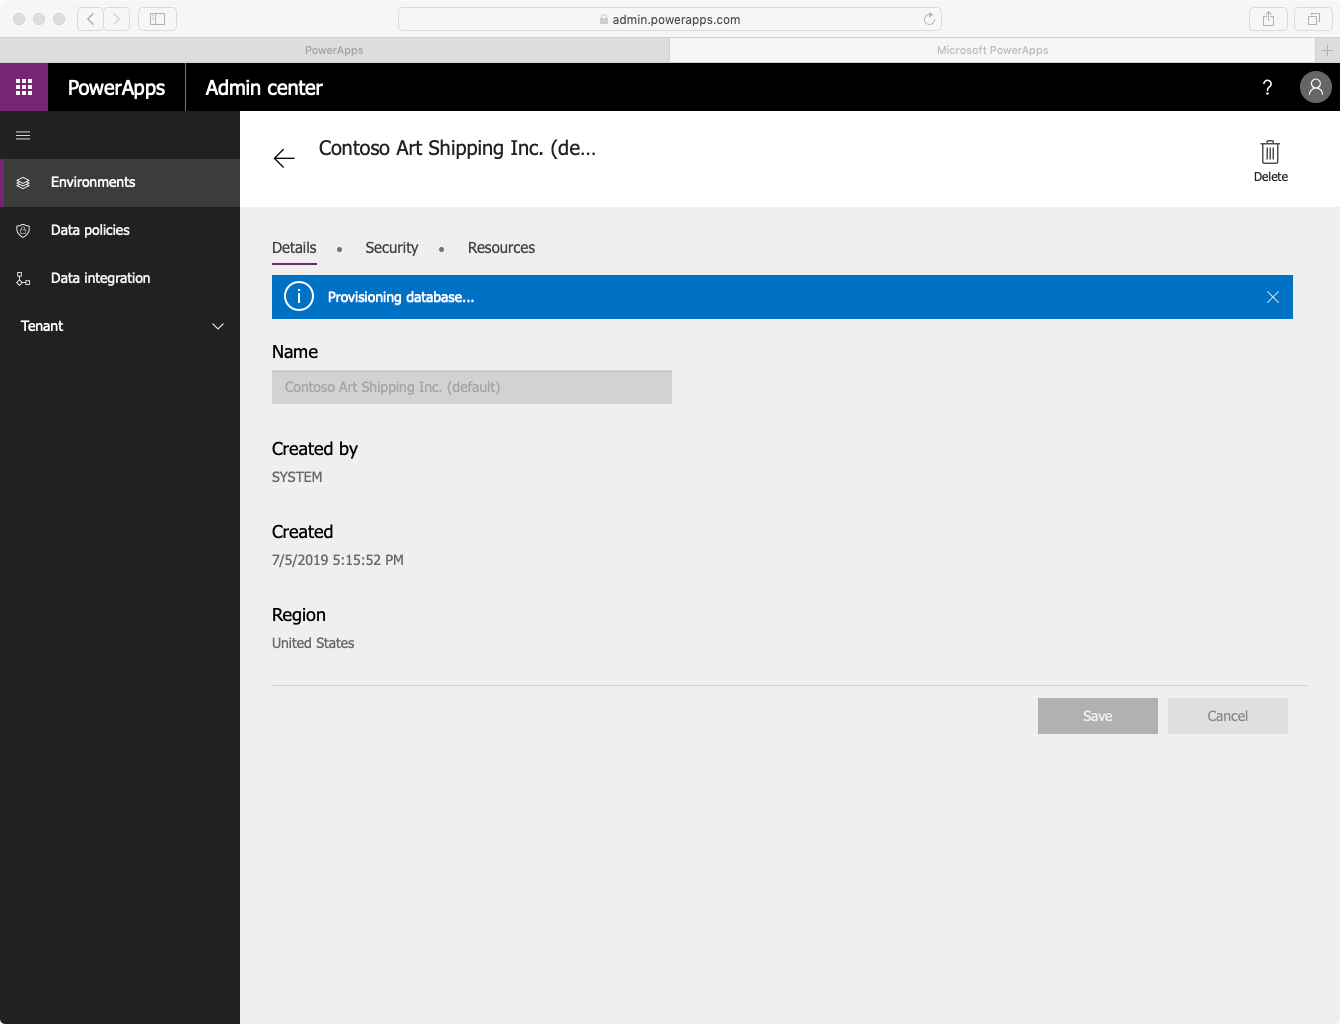 admin.powerapps.com
PowerApps
Microsoft PowerApps
PowerApps
Admin center
?
Environments
Data policies
Data integration
Tenant
Contoso Art Shipping Inc. (de...
Delete
Details
Security
Resources
Provisioning database...
Name
Contoso Art Shipping Inc. (default)
Created by
SYSTEM
Created
7/5/2019 5:15:52 PM
Region
United States
Save
Cancel